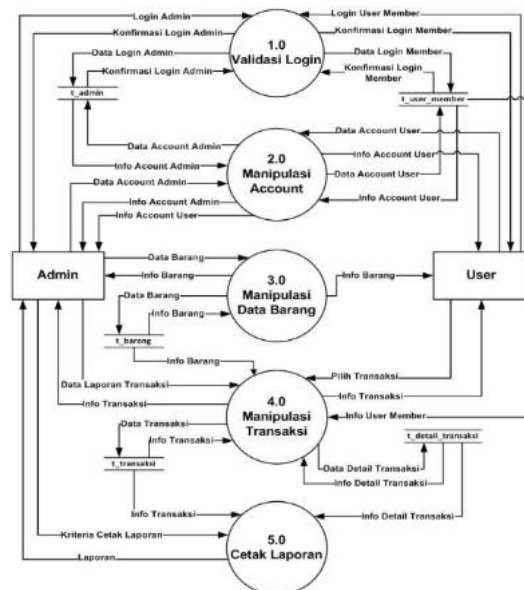 Login Admin
Login User Member
Konfirmasi Admin
Konfirmasi Login Member
1.0
Validasi Login
Data Login Admin
Data Login Member
Konfirmasi Login Admin
Konfirmasi Login
Member
t_admin
t_user_member
Data Account Admin
Data Account User
2.0
Manipulasi
Account
Info Account User
Info Acount Admin
Data Account User
Data Account Admin
Info Account Admin
Info Account User
Info Account User
Admin
User
Data Barang
Info Barang
3.0
Manipulasi
Data Barang
Info Barang
Data Barang
Info Barang
t_barang
Info Barang
Pilih Transaksi
Data Laporan Transaksi
Info Transaksi
Info Transaksi
4.0
Manipulasi
Transaksi
Info User Member
Data Transaksi
Info Transaksi
t_detail_transaksi
t_transaksi
Data Detail Transaksi
Info Detail Transaksi
Info Transaksi
Info Detail Transaksi
Kriteria Cetak Laporan
5.0
Cetak Laporan
Laporan